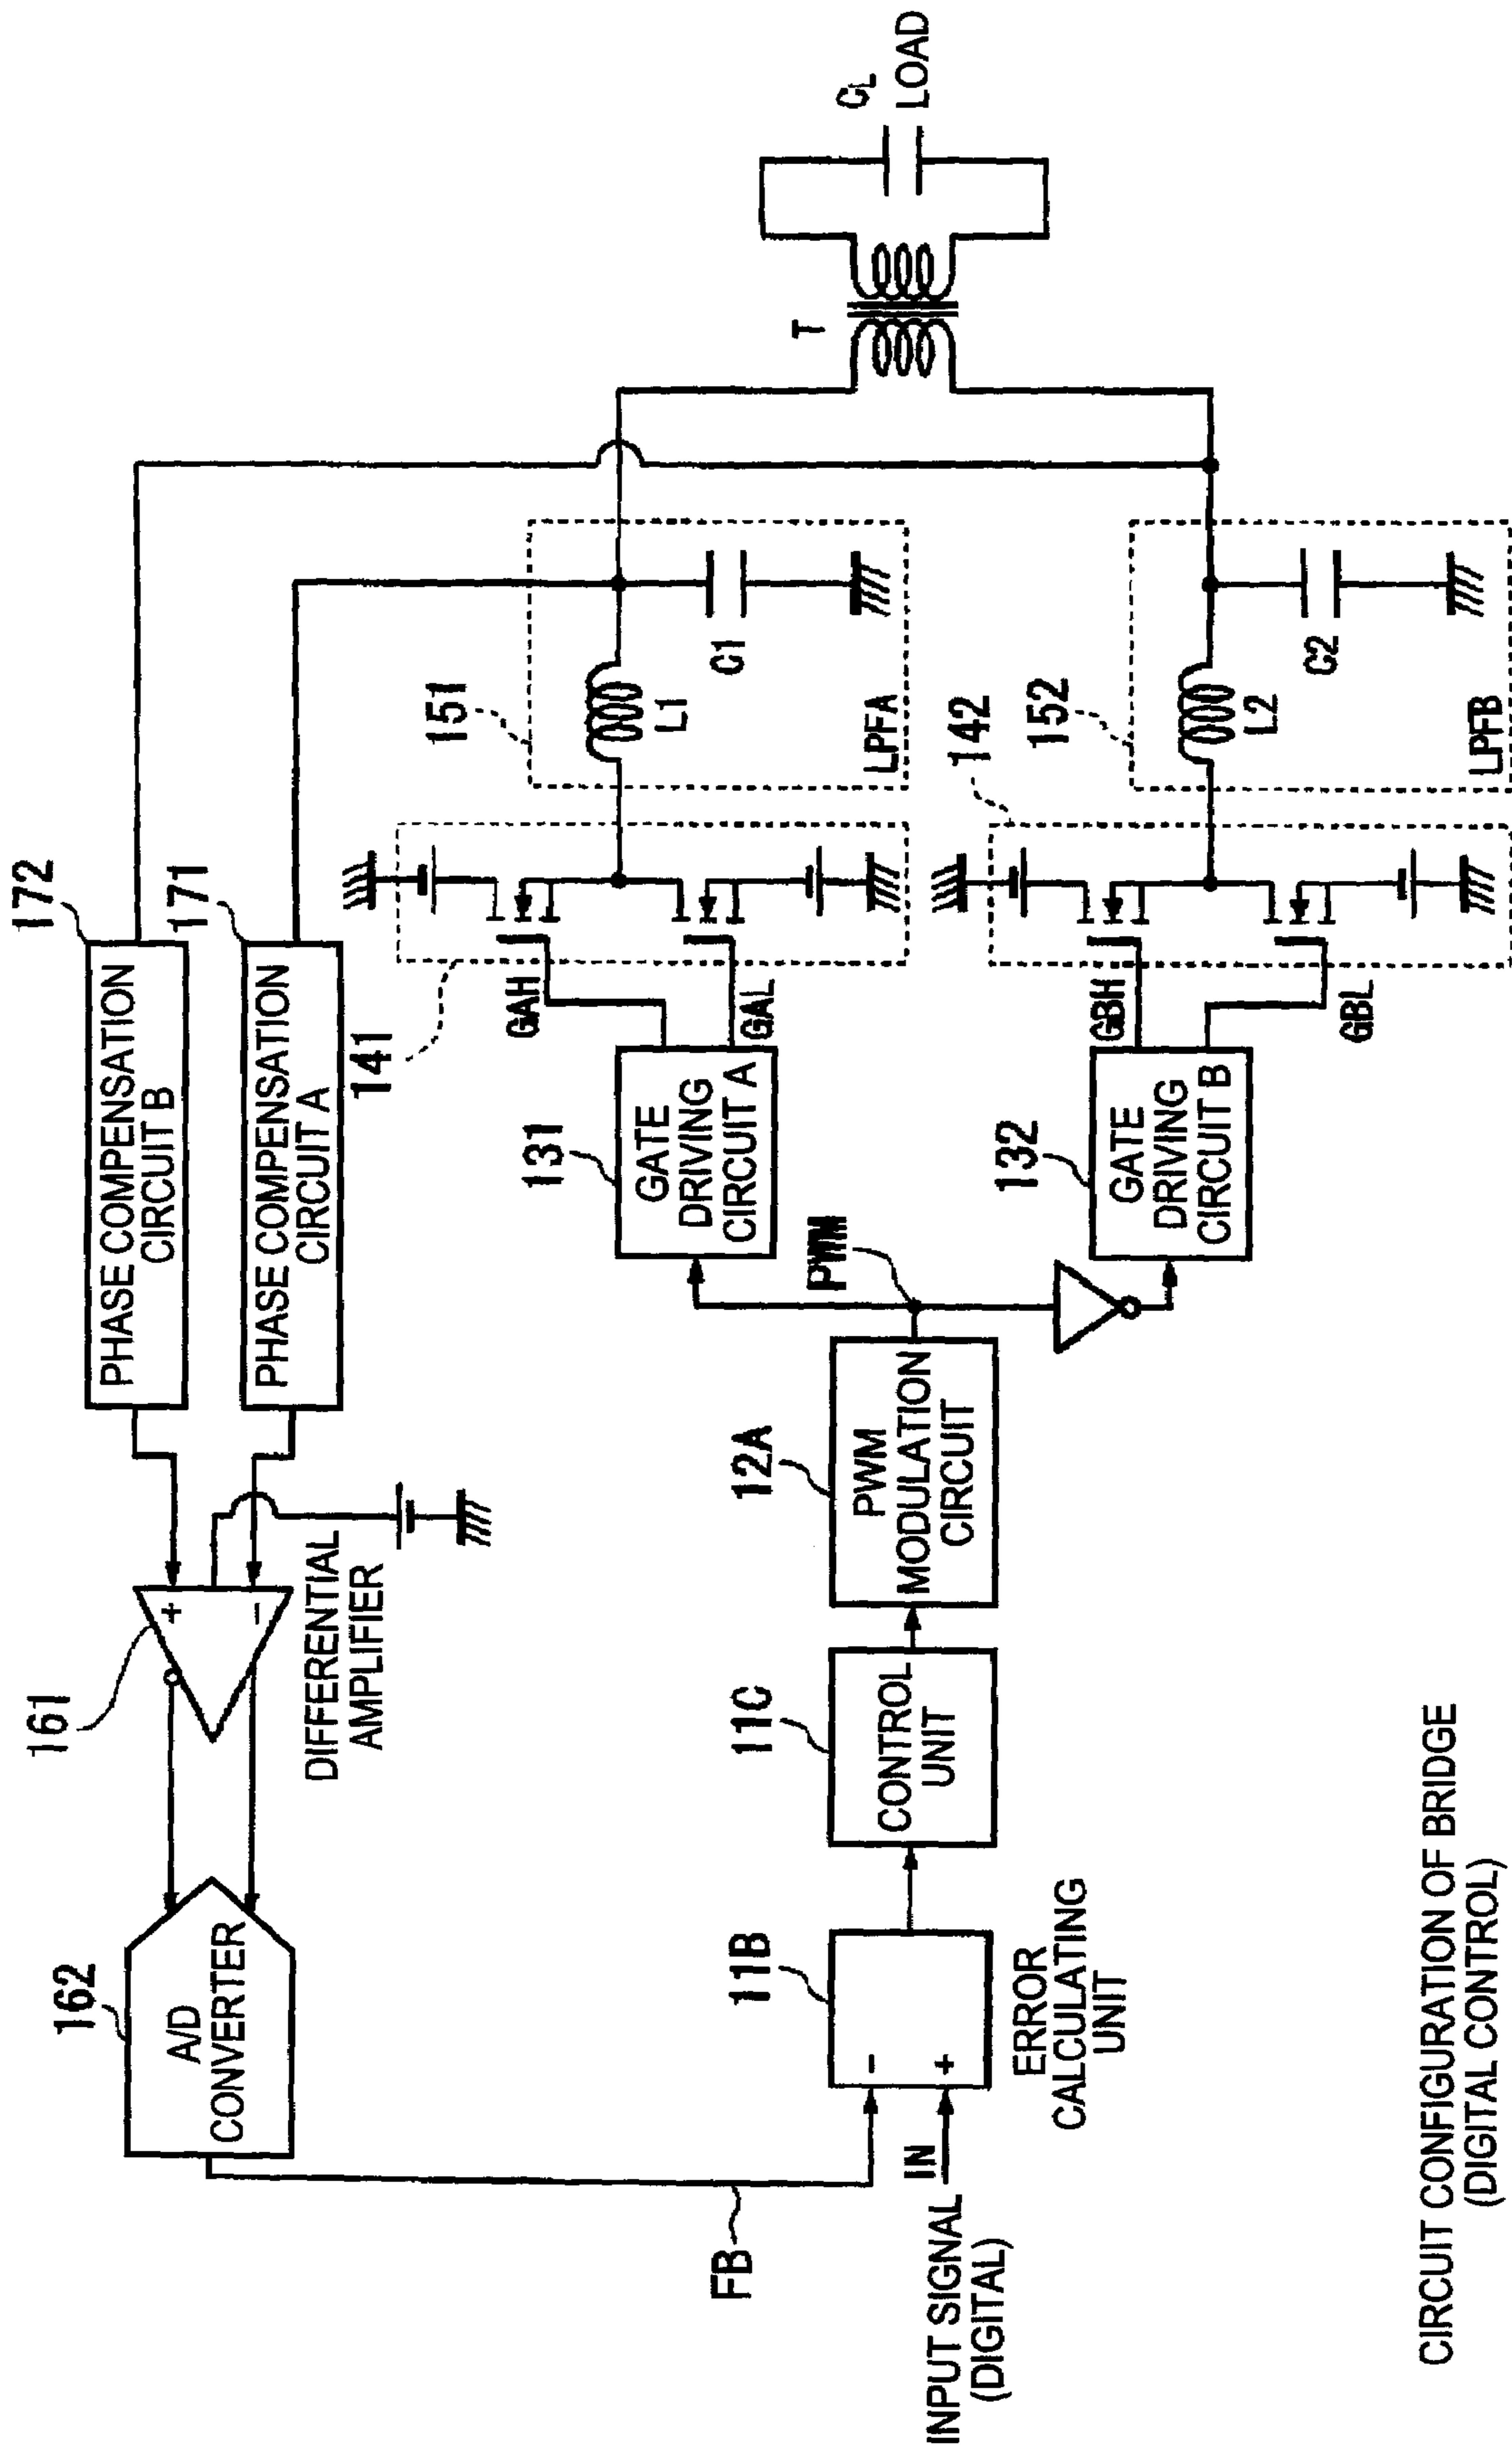 172
PHASE COMPENSATION
CIRCUIT B
171
PHASE COMPENSATION
CIRCUIT A
161
+
−
DIFFERENTIAL
AMPLIFIER
162
A/D
CONVERTER
FB
INPUT SIGNAL
(DIGITAL)
IN
11B
−
+
ERROR
CALCULATING
UNIT
11C
CONTROL
UNIT
12A
PWM
MODULATION
CIRCUIT
PWM
131
GATE
DRIVING
CIRCUIT A
132
GATE
DRIVING
CIRCUIT B
141
GAH
GAL
142
GBH
GBL
151
L1
C1
LPFA
152
L2
C2
LPFB
T
CL
LOAD
CIRCUIT CONFIGURATION OF BRIDGE
(DIGITAL CONTROL)